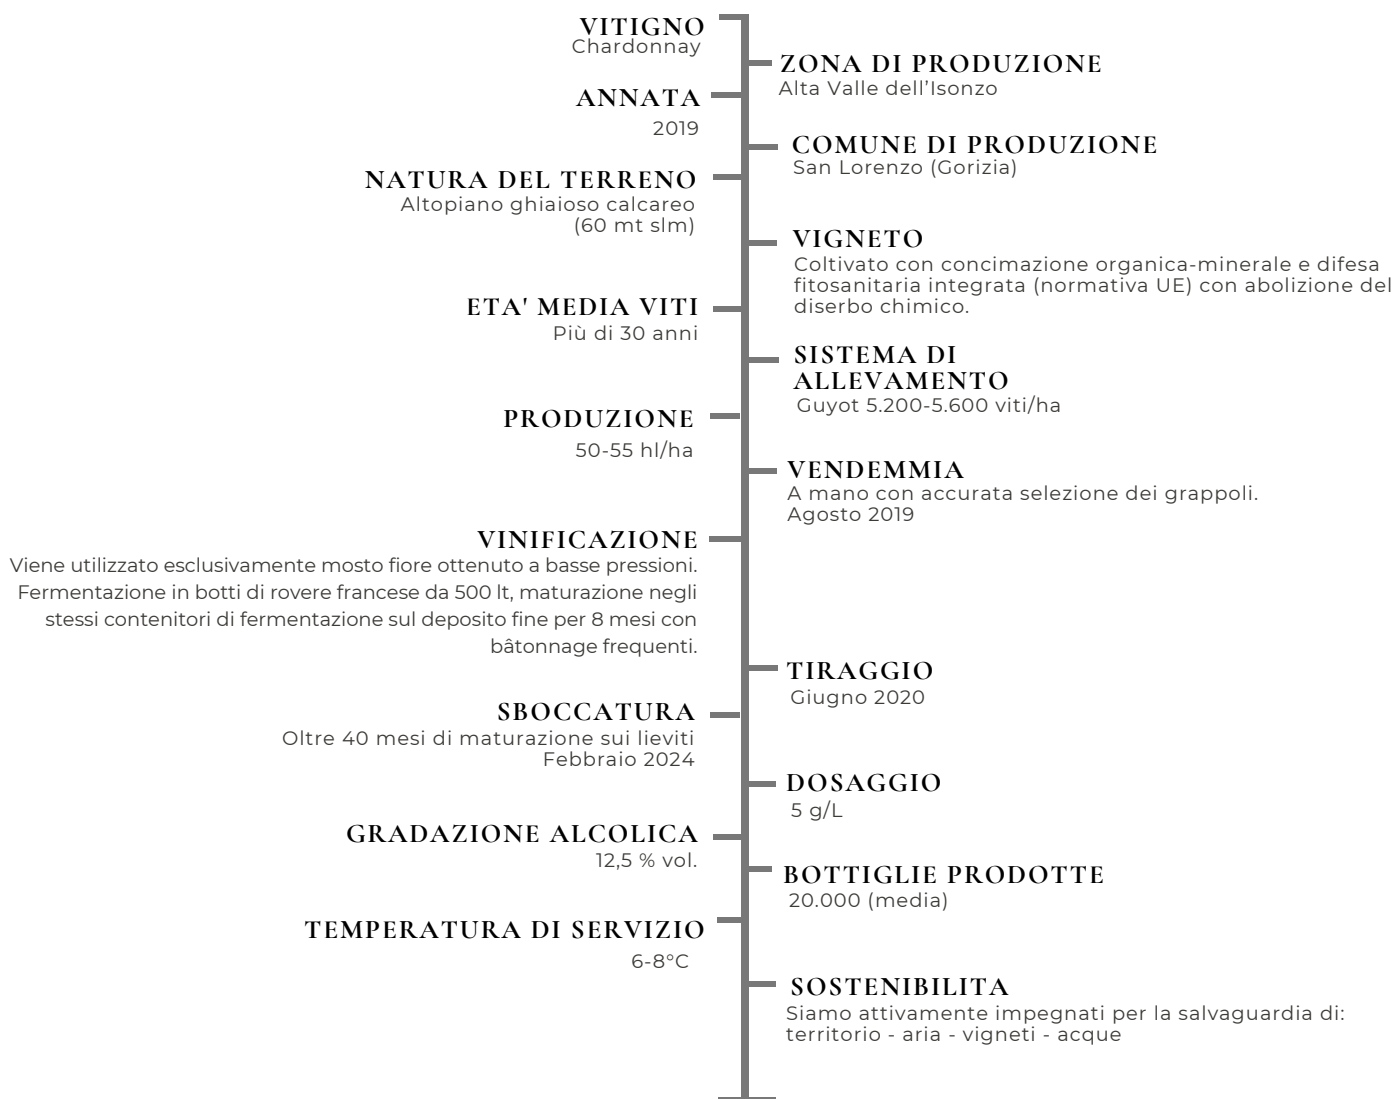 VITIGNO
Chardonnay
ZONA DI PRODUZIONE
Alta Valle dell'Isonzo
ANNATA
2019
COMUNE DI PRODUZIONE
San Lorenzo (Gorizia)
NATURA DEL TERRENO
Altopiano ghiaioso calcareo
(60 mt slm)
VIGNETO
Coltivato con concimazione organica-minerale e difesa
fitosanitaria integrata (normativa UE) con abolizione del
diserbo chimico.
ETA' MEDIA VITI
Più di 30 anni
SISTEMA DI
ALLEVAMENTO
Guyot 5.200-5.600 viti/ha
PRODUZIONE
50-55 hl/ha
VENDEMMIA
A mano con accurata selezione dei grappoli.
Agosto 2019
VINIFICAZIONE
Viene utilizzato esclusivamente mosto fiore ottenuto a basse pressioni.
Fermentazione in botti di rovere francese da 500 lt, maturazione negli
stessi contenitori di fermentazione sul deposito fine per 8 mesi con
bâtonnage frequenti.
TIRAGGIO
Giugno 2020
SBOCCATURA
Oltre 40 mesi di maturazione sui lieviti
Febbraio 2024
DOSAGGIO
5 g/L
GRADAZIONE ALCOLICA
12,5 % vol.
BOTTIGLIE PRODOTTE
20.000 (media)
TEMPERATURA DI SERVIZIO
6-8°C
SOSTENIBILITA
Siamo attivamente impegnati per la salvaguardia di:
territorio - aria - vigneti - acque